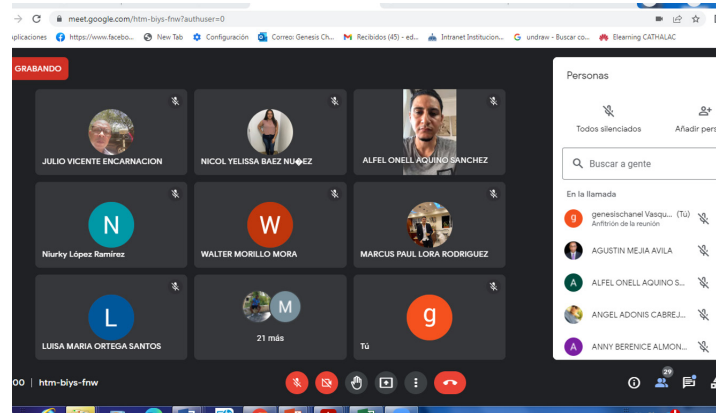 meet.google.com/htm-biys-fnw?authuser=0
plicaciones https://www.facebo... New Tab Configuración Correo: Genesis Ch... Recibidos (45) - ed... Intranet Institucion... undraw - Buscar co... Elearning CATHALAC
GRABANDO
JULIO VICENTE ENCARNACION
NICOL YELISSA BAEZ NU�EZ
ALFEL ONELL AQUINO SANCHEZ
N
Niurky López Ramírez
W
WALTER MORILLO MORA
MARCUS PAUL LORA RODRIGUEZ
L
LUISA MARIA ORTEGA SANTOS
M
21 más
g
Tú
Personas
Todos silenciados
Añadir pers
Buscar a gente
En la llamada
g
genesischanel Vasqu... (Tú)
Anfitrión de la reunión
AGUSTIN MEJIA AVILA
A
ALFEL ONELL AQUINO S...
ANGEL ADONIS CABREJ...
A
ANNY BERENICE ALMON...
00 | htm-biys-fnw
29